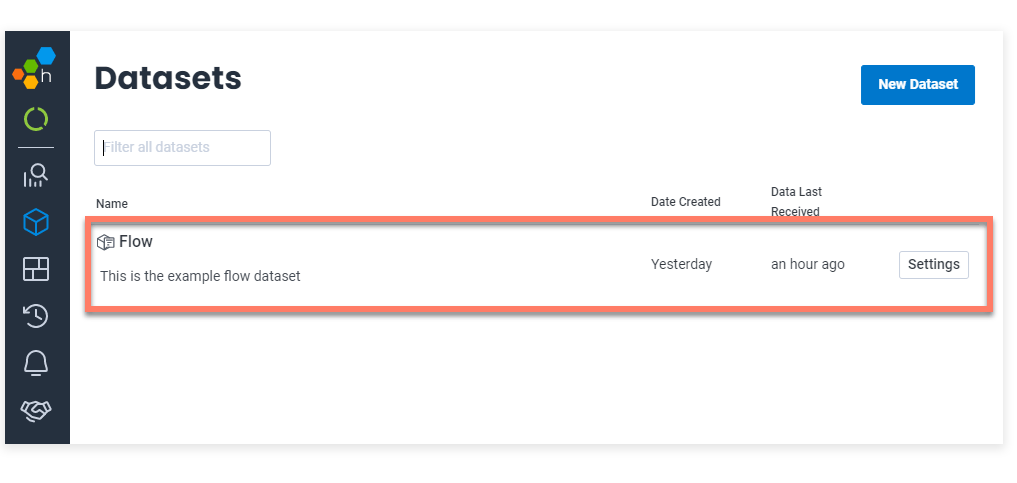 h
Datasets
New Dataset
Filter all datasets
Name
Date Created
Data Last
Received
Flow
This is the example flow dataset
Yesterday
an hour ago
Settings